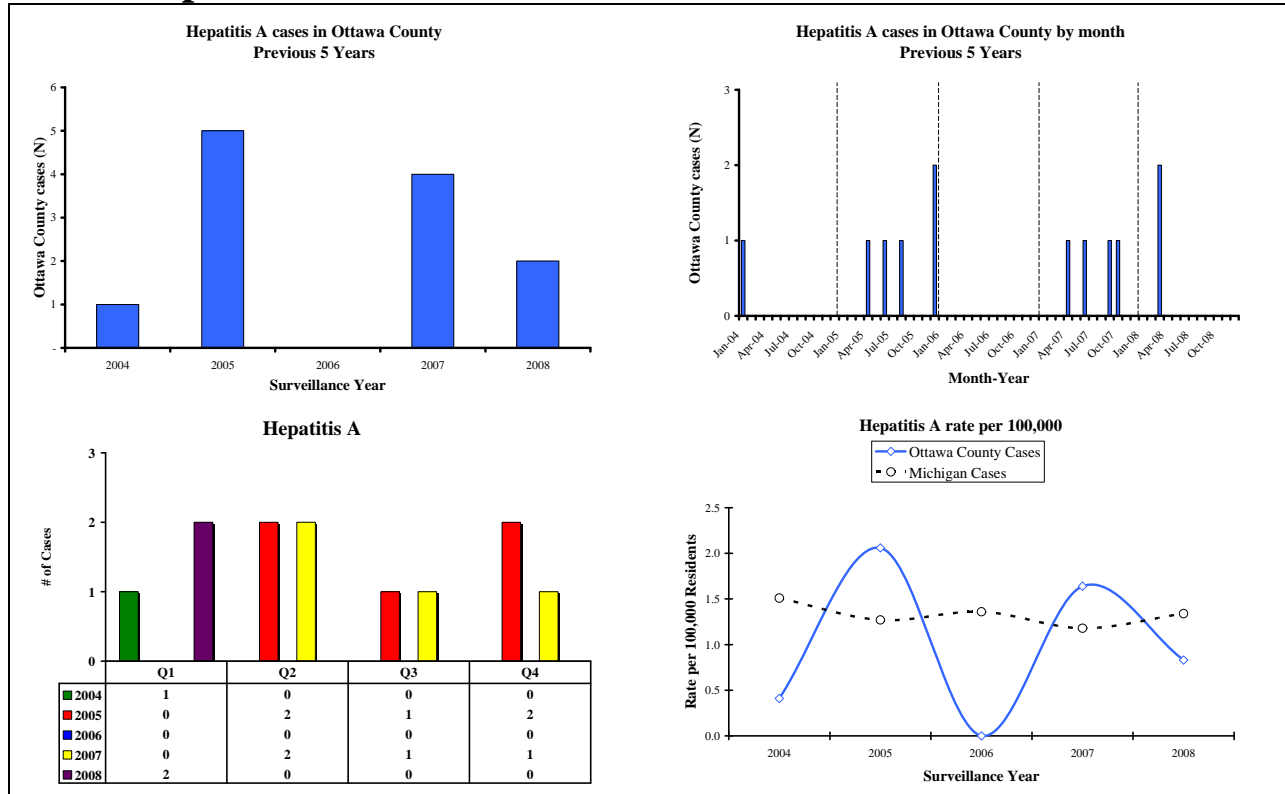 Hepatitis A cases in Ottawa County
Previous 5 Years
Ottawa County cases (N)
6
5
4
3
2
1
-
2004 2005 2006 2007 2008
Surveillance Year
Hepatitis A cases in Ottawa County by month
Previous 5 Years
Ottawa County cases (N)
3
2
1
0
Jan-04 Apr-04 Jul-04 Oct-04 Jan-05 Apr-05 Jul-05 Oct-05 Jan-06 Apr-06 Jul-06 Oct-06 Jan-07 Apr-07 Jul-07 Oct-07 Jan-08 Apr-08 Jul-08 Oct-08
Month-Year
Hepatitis A
# of Cases
3
2
1
0
Q1 Q2 Q3 Q4
2004 1 0 0 0
2005 0 2 1 2
2006 0 0 0 0
2007 0 2 1 1
2008 2 0 0 0
Hepatitis A rate per 100,000
Ottawa County Cases
Michigan Cases
Rate per 100,000 Residents
2.5
2.0
1.5
1.0
0.5
0.0
2004 2005 2006 2007 2008
Surveillance Year